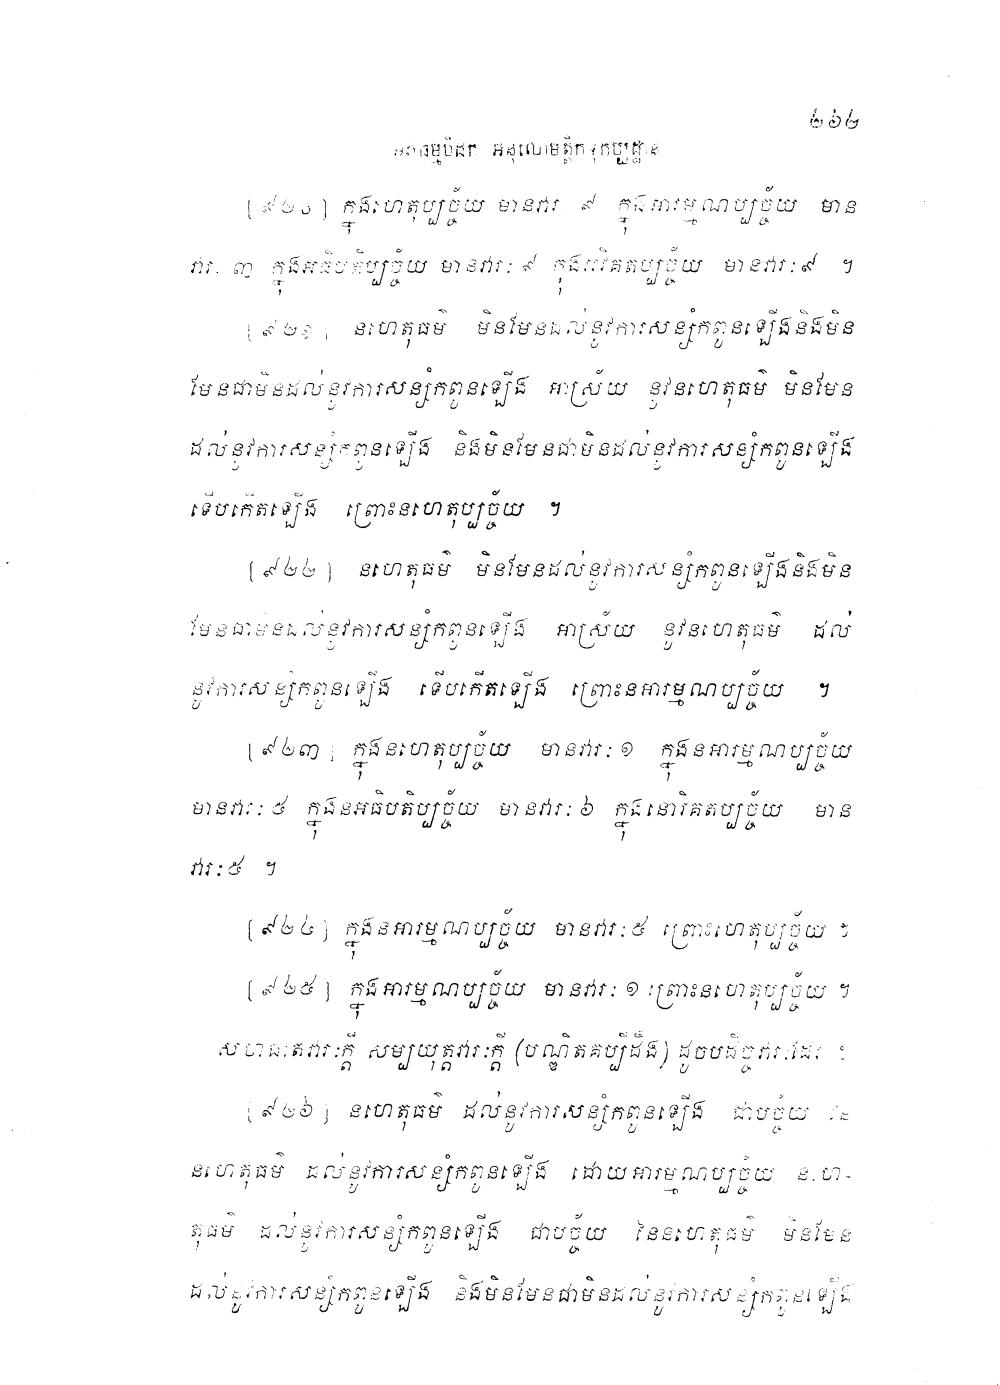 ២៦២
អភិធម្មបិដក អនុលោមត្តិកទុកប្បដ្ឋាន
[៩២០] ក្នុងហេតុប្បច្ច័យ មានវារៈ ៩ ក្នុងអារម្មណប្បច្ច័យ មាន
វារៈ ៣ ក្នុងអធិបតិប្បច្ច័យ មានវារៈ ៩ ក្នុងអវិគតប្បច្ច័យ មានវារៈ ៩ ។
[៩២១] នហេតុធម៌ មិនមែនដល់នូវការសន្សំកពូនឡើងនិងមិន
មែនជាមិនដល់នូវការសន្សំកពូនឡើង អាស្រ័យ នូវនហេតុធម៌ មិនមែន
ដល់នូវការសន្សំកពូនឡើង និងមិនមែនជាមិនដល់នូវការសន្សំកពូនឡើង
ទើបកើតឡើង ព្រោះនហេតុប្បច្ច័យ ។
[៩២២] នហេតុធម៌ មិនមែនដល់នូវការសន្សំកពូនឡើងនិងមិន
មែនជាមិនដល់នូវការសន្សំកពូនឡើង អាស្រ័យ នូវនហេតុធម៌ ដល់
នូវការសន្សំកពូនឡើង ទើបកើតឡើង ព្រោះនអារម្មណប្បច្ច័យ ។
[៩២៣] ក្នុងនហេតុប្បច្ច័យ មានវារៈ ១ ក្នុងនអារម្មណប្បច្ច័យ
មានវារៈ ៥ ក្នុងនអធិបតិប្បច្ច័យ មានវារៈ ៦ ក្នុងនោវិគតប្បច្ច័យ មាន
វារៈ ៥ ។
[៩២៤] ក្នុងនអារម្មណប្បច្ច័យ មានវារៈ ៥ ព្រោះហេតុប្បច្ច័យ ។
[៩២៥] ក្នុងអារម្មណប្បច្ច័យ មានវារៈ ១ ព្រោះនហេតុប្បច្ច័យ ។
សហជាតវារៈក្តី សម្បយុត្តវារៈក្តី (បណ្ឌិតគប្បីដឹង) ដូចបដិច្ចវារៈដែរ ។
[៩២៦] នហេតុធម៌ ដល់នូវការសន្សំកពូនឡើង ជាបច្ច័យ នៃ
នហេតុធម៌ ដល់នូវការសន្សំកពូនឡើង ដោយអារម្មណប្បច្ច័យ នហេ-
តុធម៌ ដល់នូវការសន្សំកពូនឡើង ជាបច្ច័យ នៃនហេតុធម៌ មិនមែន
ដល់នូវការសន្សំកពូនឡើង និងមិនមែនជាមិនដល់នូវការសន្សំកពូនឡើង